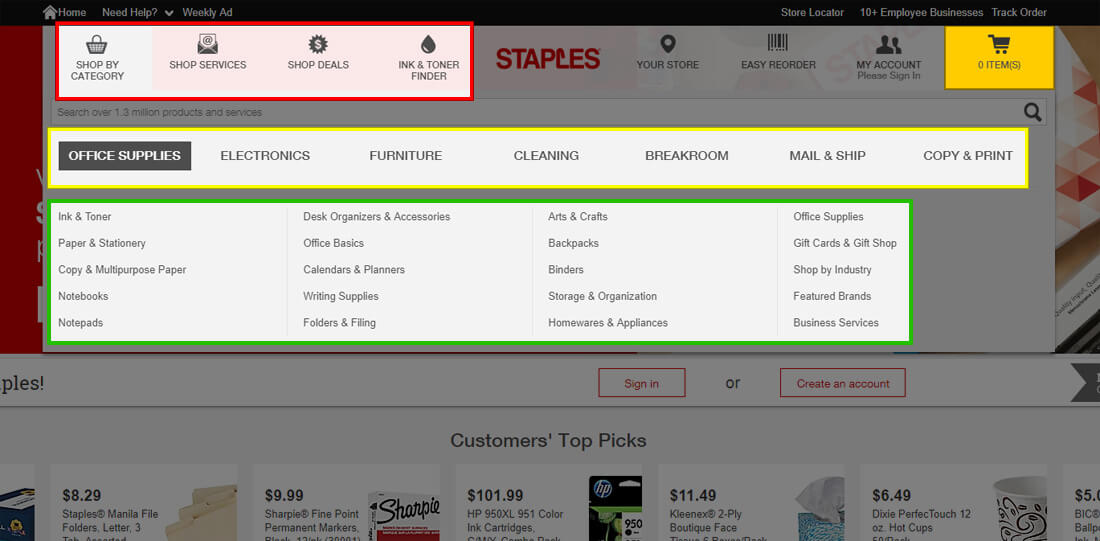 Home Need Help? Weekly Ad Store Locator 10+ Employee Businesses Track Order
SHOP BY CATEGORY
SHOP SERVICES
SHOP DEALS
INK & TONER FINDER
STAPLES
YOUR STORE
EASY REORDER
MY ACCOUNT
Please Sign In
0 ITEM(S)
Search over 1.3 million products and services
OFFICE SUPPLIES ELECTRONICS FURNITURE CLEANING BREAKROOM MAIL & SHIP COPY & PRINT
Ink & Toner Desk Organizers & Accessories Arts & Crafts Office Supplies
Paper & Stationery Office Basics Backpacks Gift Cards & Gift Shop
Copy & Multipurpose Paper Calendars & Planners Binders Shop by Industry
Notebooks Writing Supplies Storage & Organization Featured Brands
Notepads Folders & Filing Homewares & Appliances Business Services
ples! Sign in or Create an account
Customers' Top Picks
$8.29 $9.99 $101.99 $11.49 $6.49 $5.0
Staples® Manila File Folders, Letter, 3
Sharpie® Fine Point Permanent Markers,
Sharpie
HP 950XL 951 Color Ink Cartridges,
hp
950
Kleenex® 2-Ply Boutique Face
Dixie PerfecTouch 12 oz. Hot Cups
BIC®